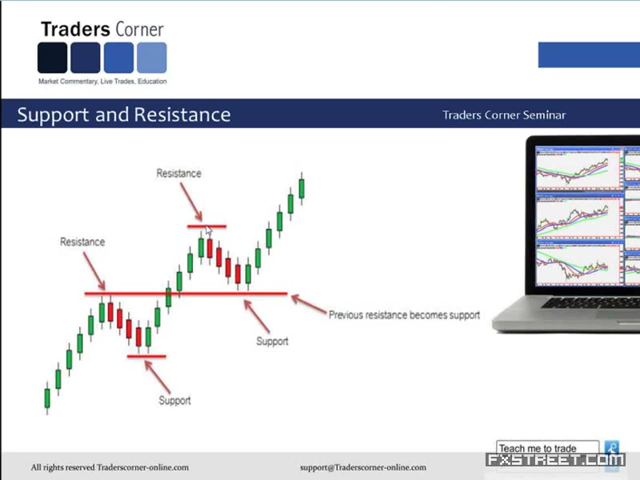 Traders Corner
Market Commentary, Live Trades, Education
Support and Resistance
Traders Corner Seminar
Resistance
Resistance
Previous resistance becomes support
Support
Support
Teach me to trade
FXSTREET.COM
All rights reserved Traderscorner-online.com
support@Traderscorner-online.com